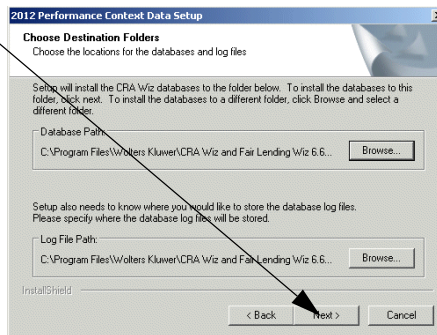 2012 Performance Context Data Setup
Choose Destination Folders
Choose the locations for the databases and log files
Setup will install the CRA Wiz databases to the folder below. To install the databases to this
folder, click next. To install the databases to a different folder, click Browse and select a
different folder.
Database Path:
C:\Program Files\Wolters Kluwer\CRA Wiz and Fair Lending Wiz 6.6...
Browse...
Setup also needs to know where you would like to store the database log files.
Please specify where the database log files will be stored.
Log File Path:
C:\Program Files\Wolters Kluwer\CRA Wiz and Fair Lending Wiz 6.6...
Browse...
InstallShield
< Back
Next >
Cancel